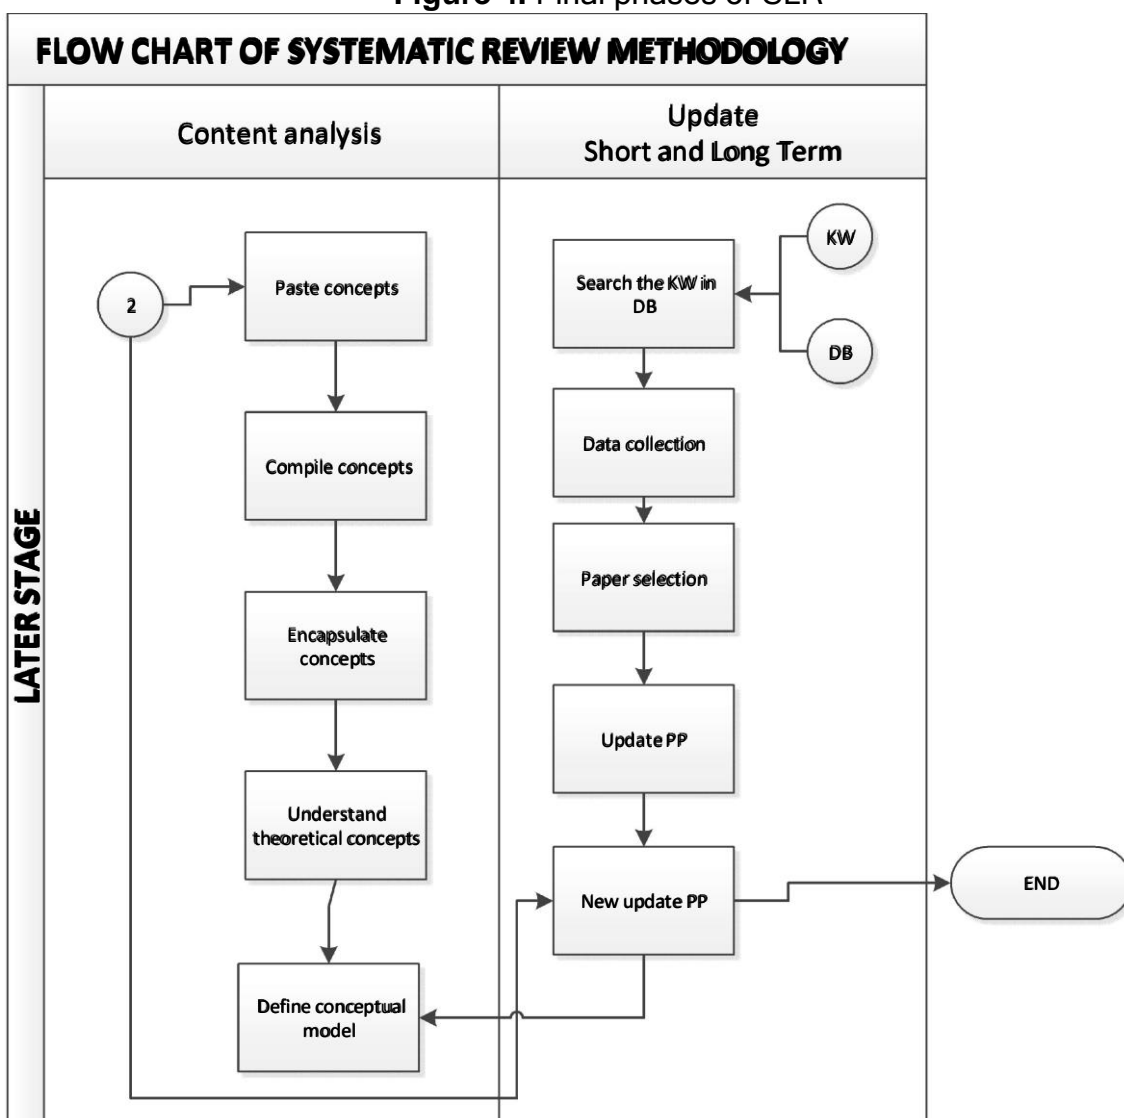 Figure 4. Final phases of SLR
FLOW CHART OF SYSTEMATIC REVIEW METHODOLOGY
Content analysis
Update
Short and Long Term
LATER STAGE
2
Paste concepts
Compile concepts
Encapsulate
concepts
Understand
theoretical concepts
Define conceptual
model
KW
DB
Search the KW in
DB
Data collection
Paper selection
Update PP
New update PP
END